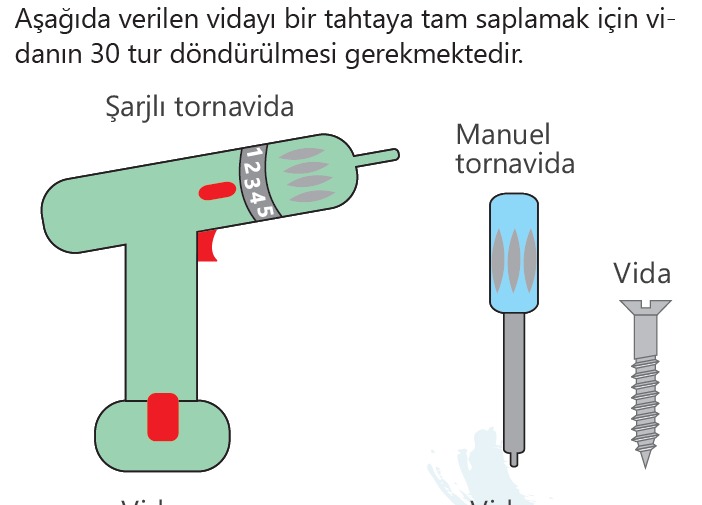 Aşağıda verilen vidayı bir tahtaya tam saplamak için vi-
danın 30 tur döndürülmesi gerekmektedir.
Şarjlı tornavida
Manuel
tornavida
1 2 3 4 5
Vida